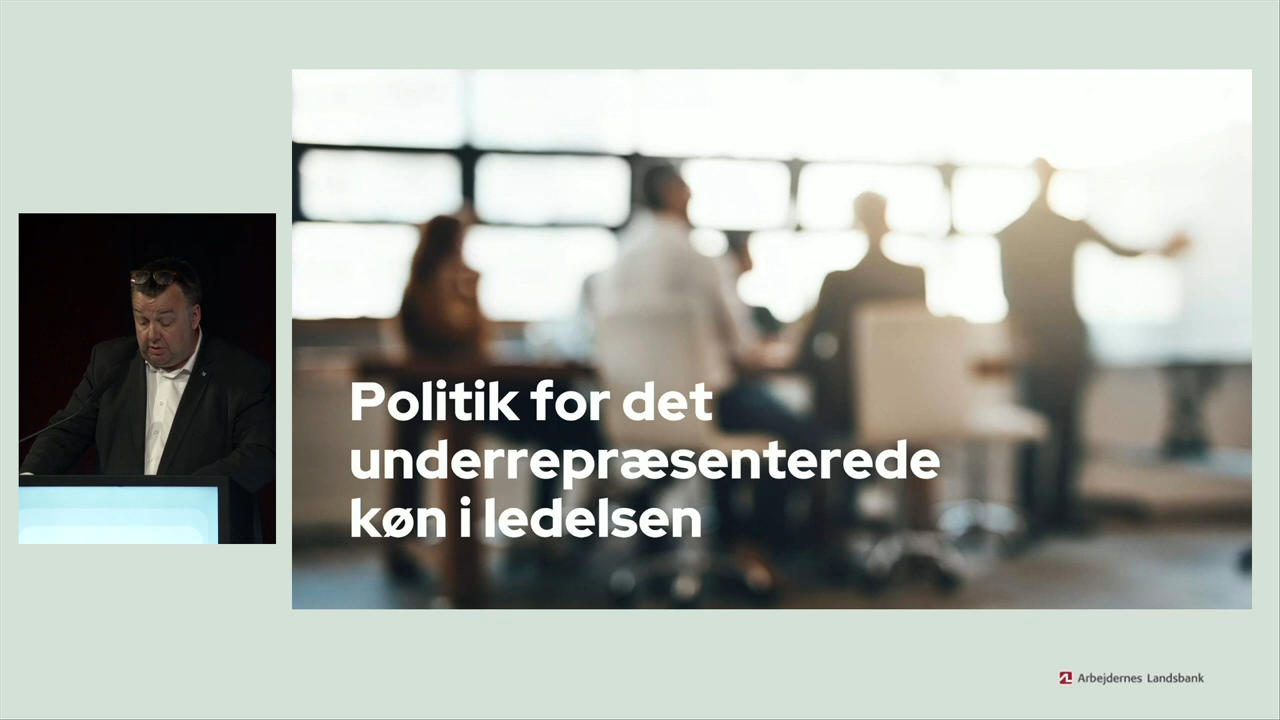 Politik for det
underrepræsenterede
køn i ledelsen
Arbejdernes Landsbank